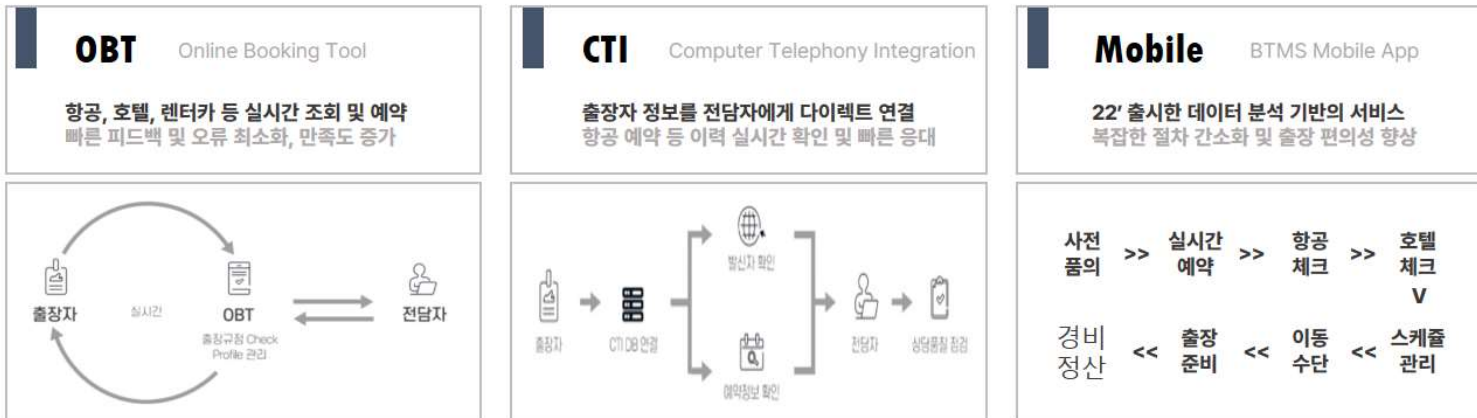 OBT Online Booking Tool
항공, 호텔, 렌터카 등 실시간 조회 및 예약
빠른 피드백 및 오류 최소화, 만족도 증가
출장자
실시간
OBT
출장규정 Check
Profile 관리
전담자
CTI Computer Telephony Integration
출장자 정보를 전담자에게 다이렉트 연결
항공 예약 등 이력 실시간 확인 및 빠른 응대
출장자
CTI DB 연결
발신자 확인
예약정보 확인
전담자
상담품질 점검
Mobile BTMS Mobile App
22’ 출시한 데이터 분석 기반의 서비스
복잡한 절차 간소화 및 출장 편의성 향상
사전 >> 실시간 >> 항공 >> 호텔
품의 예약 체크 체크
V
경비 << 출장 << 이동 << 스케쥴
정산 준비 수단 관리